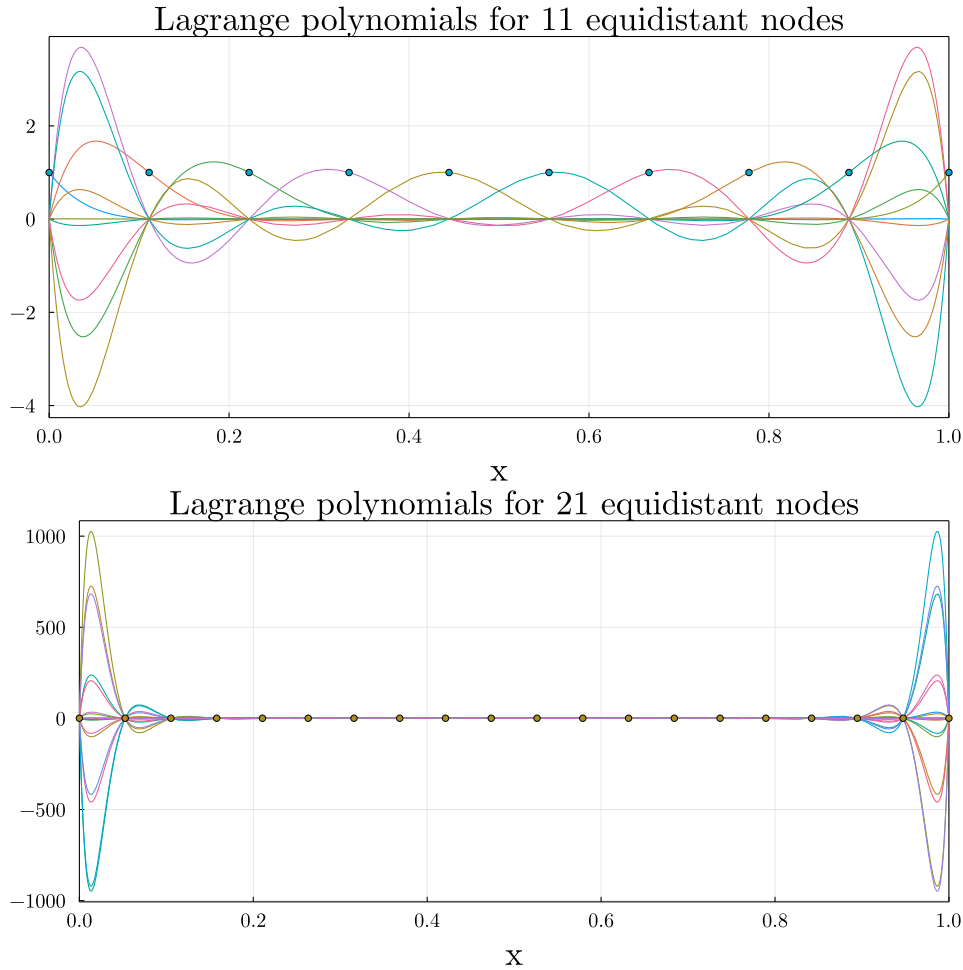 Lagrange polynomials for 11 equidistant nodes
2
0
−2
−4
0.0 0.2 0.4 0.6 0.8 1.0
x
Lagrange polynomials for 21 equidistant nodes
1000
500
0
−500
−1000
0.0 0.2 0.4 0.6 0.8 1.0
x